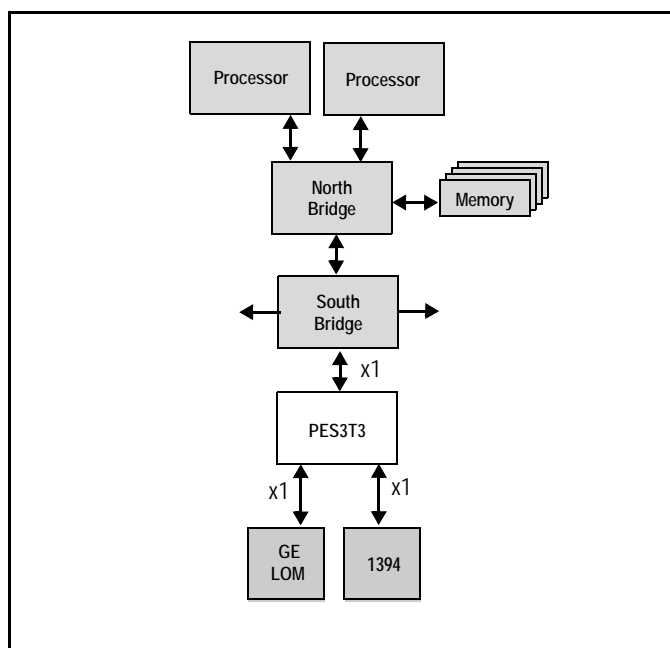 Processor
Processor
North
Bridge
Memory
South
Bridge
x1
PES3T3
x1
x1
GE
LOM
1394